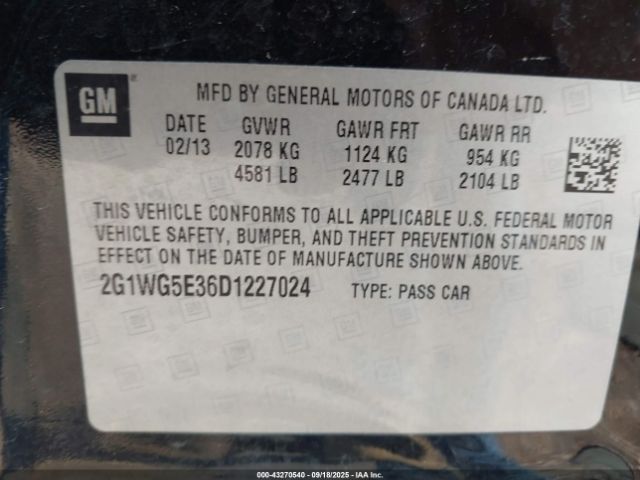 GM
MFD BY GENERAL MOTORS OF CANADA LTD.
DATE GVWR GAWR FRT GAWR RR
02/13 2078 KG 1124 KG 954 KG
4581 LB 2477 LB 2104 LB
THIS VEHICLE CONFORMS TO ALL APPLICABLE U.S. FEDERAL MOTOR
VEHICLE SAFETY, BUMPER, AND THEFT PREVENTION STANDARDS IN
EFFECT ON THE DATE OF MANUFACTURE SHOWN ABOVE.
2G1WG5E36D1227024 TYPE: PASS CAR
000-43270540 - 09/18/2025 - IAA Inc.